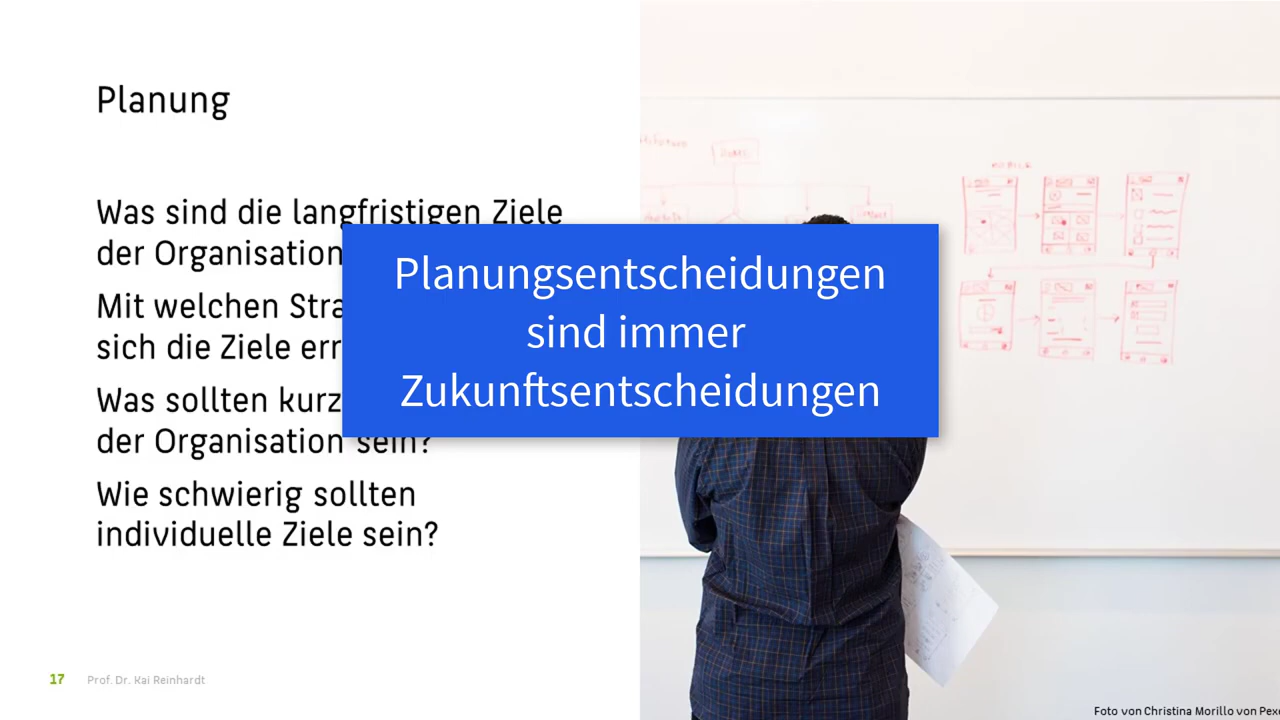 Planung
Was sind die langfristigen Ziele
der Organisation
Mit welchen Stra
sich die Ziele err
Was sollten kurz
der Organisation sein?
Wie schwierig sollten
individuelle Ziele sein?
Planungsentscheidungen
sind immer
Zukunftsentscheidungen
17 Prof. Dr. Kai Reinhardt
Foto von Christina Morillo von Pexe